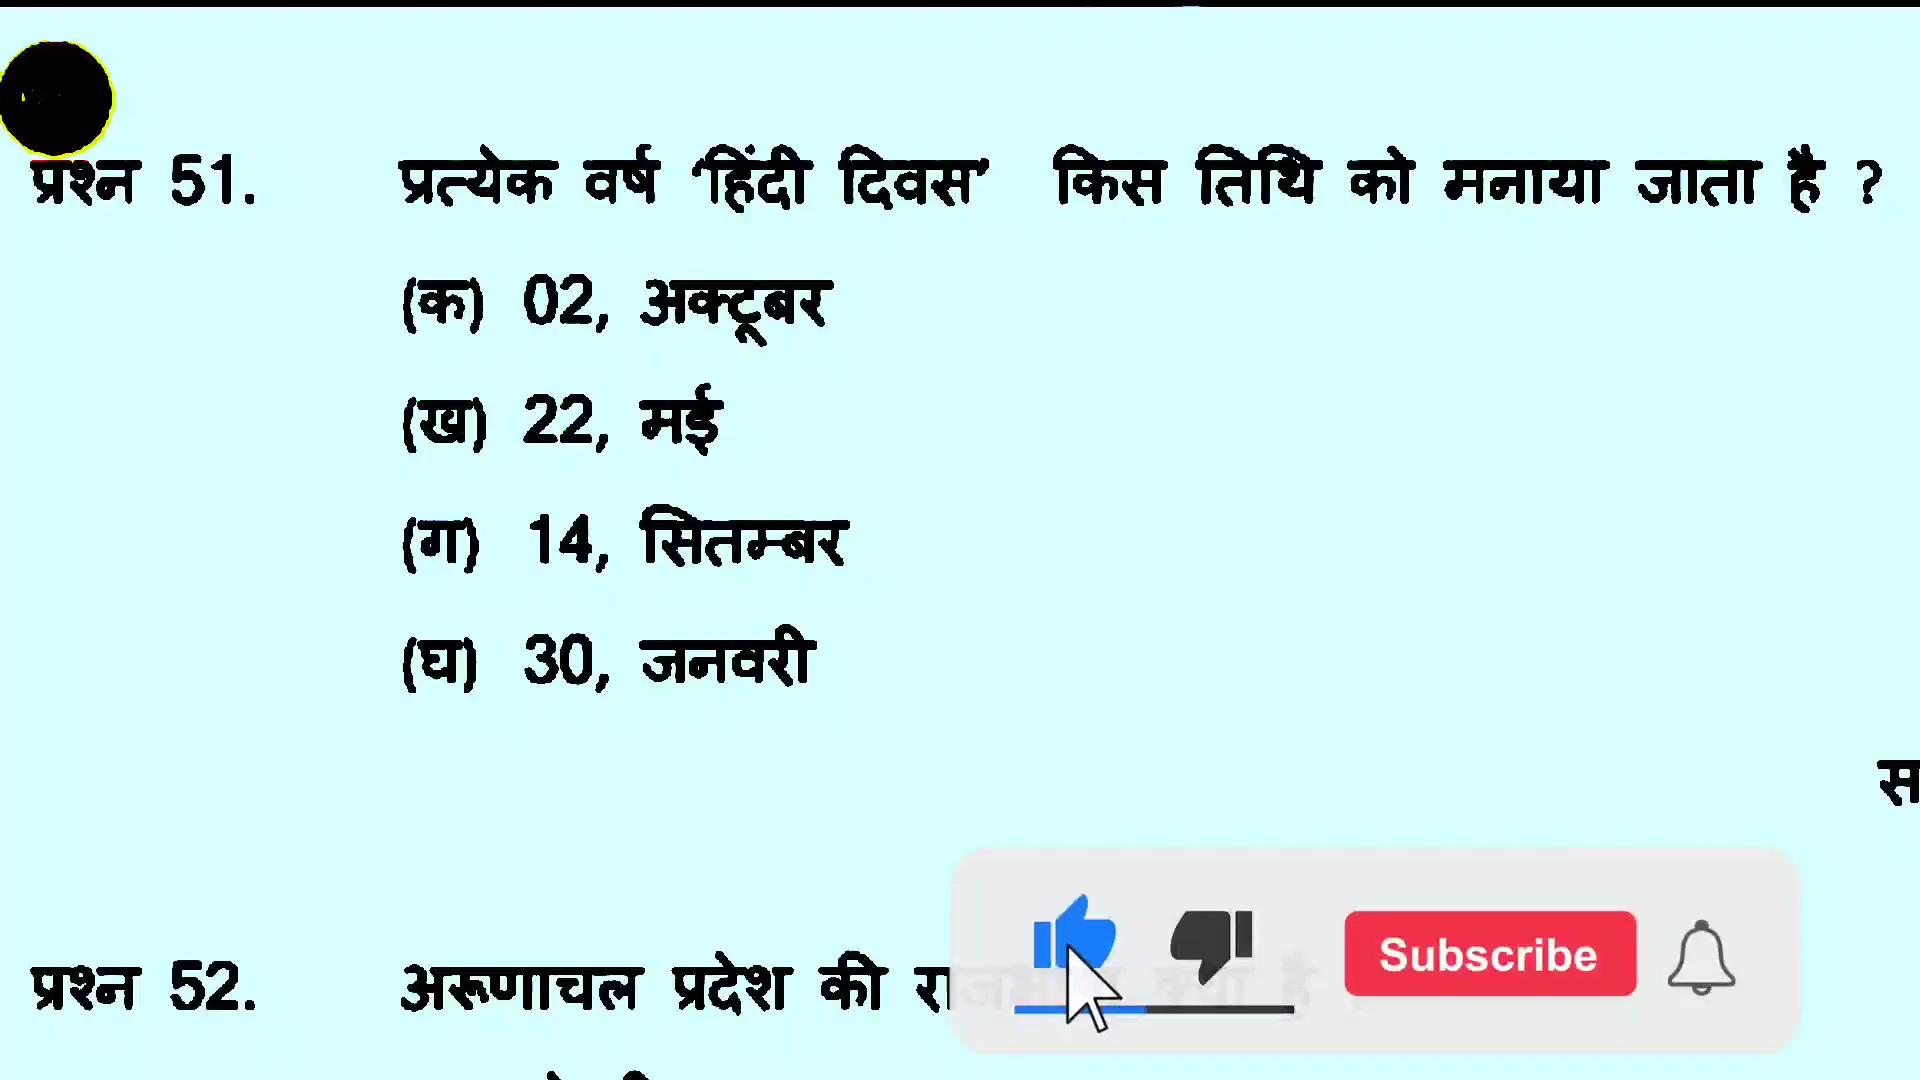 प्रश्न 51. प्रत्येक वर्ष ‘हिंदी दिवस’ किस तिथि को मनाया जाता है ?
(क) 02, अक्टूबर
(ख) 22, मई
(ग) 14, सितम्बर
(घ) 30, जनवरी
स
प्रश्न 52. अरूणाचल प्रदेश की क्या है
Subscribe